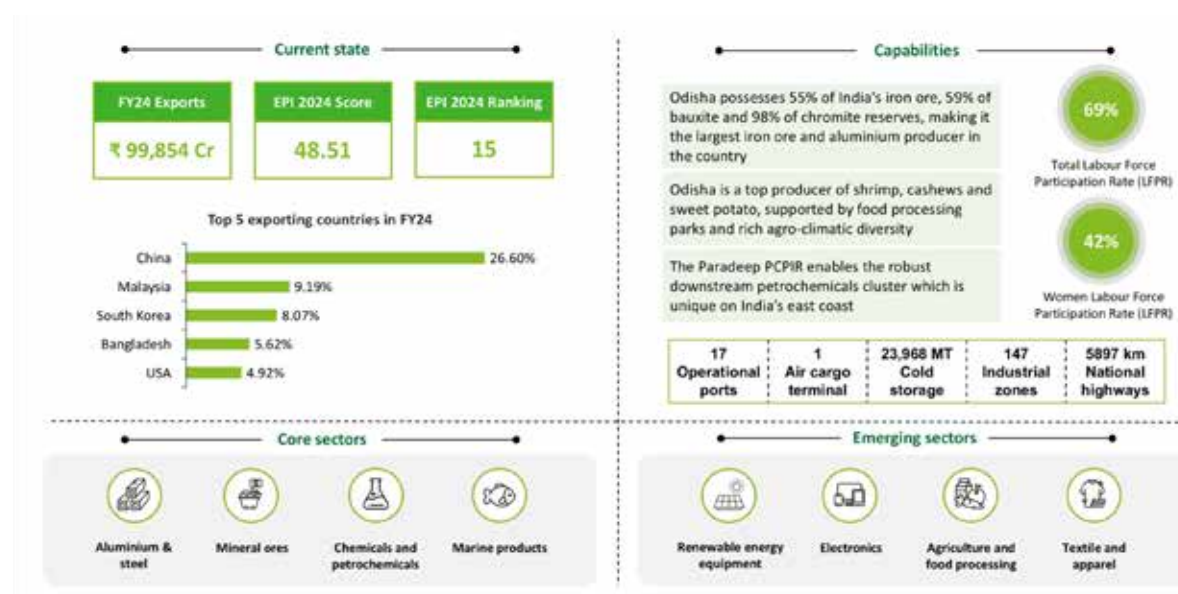 Current state
FY24 Exports
₹ 99,854 Cr
EPI 2024 Score
48.51
EPI 2024 Ranking
15
Top 5 exporting countries in FY24
China 26.60%
Malaysia 9.19%
South Korea 8.07%
Bangladesh 5.62%
USA 4.92%
Capabilities
Odisha possesses 55% of India's iron ore, 59% of
bauxite and 98% of chromite reserves, making it
the largest iron ore and aluminium producer in
the country
Odisha is a top producer of shrimp, cashews and
sweet potato, supported by food processing
parks and rich agro-climatic diversity
The Paradeep PCPIR enables the robust
downstream petrochemicals cluster which is
unique on India's east coast
69%
Total Labour Force
Participation Rate (LFPR)
42%
Women Labour Force
Participation Rate (LFPR)
17
Operational
ports
1
Air cargo
terminal
23,968 MT
Cold
storage
147
Industrial
zones
5897 km
National
highways
Core sectors
Aluminium &
steel
Mineral ores
Chemicals and
petrochemicals
Marine products
Emerging sectors
Renewable energy
equipment
Electronics
Agriculture and
food processing
Textile and
apparel